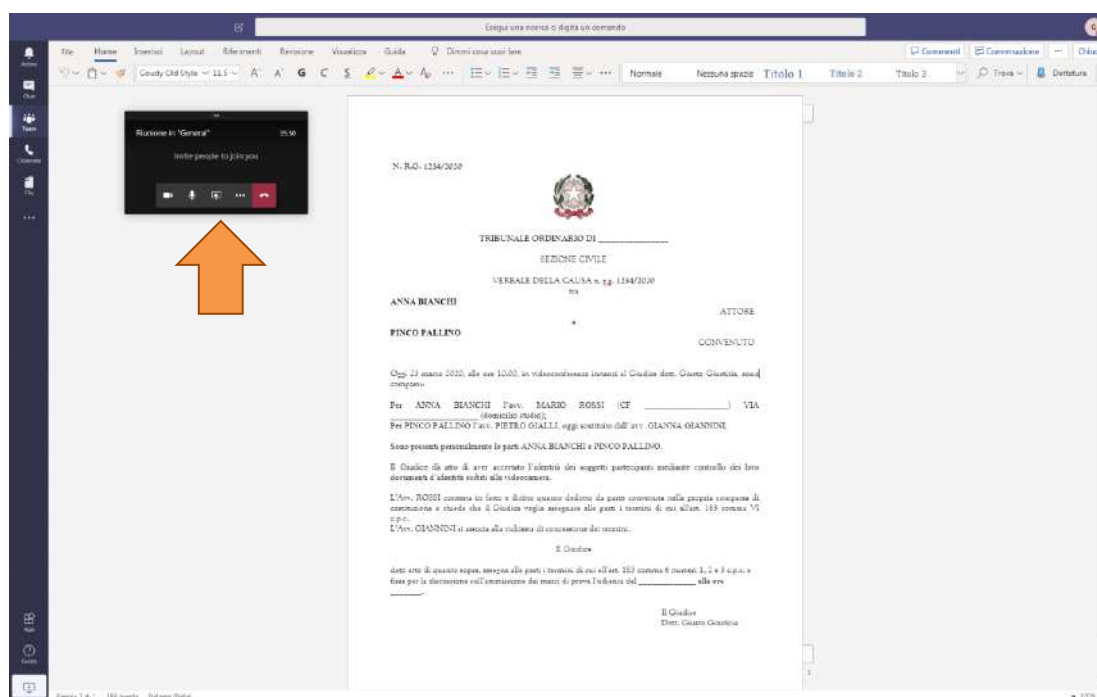 Esegui una ricerca o digita un comando
File Home Inserisci Layout Riferimenti Revisione Visualizza Guida Dimmi cosa vuoi fare Commenti Conversazione Chiud
Goudy Old Style 11.5 A A G C S A ... Normale Nessuna spazia Titolo 1 Titolo 2 Titolo 3 Trova Dettatura
Chat
Team
File
Riunione in "General"
Invite people to join you
N. R.G. 1234/2020
TRIBUNALE ORDINARIO DI _______________
SEZIONE CIVILE
VERBALE DELLA CAUSA n. r.g. 1234/2020
tra
ANNA BIANCHI
ATTORE
e
PINCO PALLINO
CONVENUTO
Oggi 23 marzo 2020, alle ore 10:00, in videoconferenza innanzi al Giudice dott. Giusto Giustizia, sono
comparsi:
Per ANNA BIANCHI l'avv. MARIO ROSSI (CF _______________) VIA
_______________ (domicilio studio);
Per PINCO PALLINO l'avv. PIETRO GIALLI, oggi sostituito dall'avv. GIANNA GIANNINI.
Sono presenti personalmente le parti ANNA BIANCHI e PINCO PALLINO.
Il Giudice dà atto di aver accertato l'identità dei soggetti partecipanti mediante controllo dei loro
documenti d'identità esibiti alla videocamera.
L'Avv. ROSSI contesta in fatto e diritto quanto dedotto da parte convenuta nella propria comparsa di
costituzione e chiede che il Giudice voglia assegnare alle parti i termini di cui all'art. 183 comma VI
c.p.c.
L'Avv. GIANNINI si associa alla richiesta di concessione dei termini.
Il Giudice
dato atto di quanto sopra, assegna alle parti i termini di cui all'art. 183 comma 6 numeri 1, 2 e 3 c.p.c. e
fissa per la discussione sull'ammissione dei mezzi di prova l'udienza del _____________ alle ore
_______.
Il Giudice
Dott. Giusto Giustizia